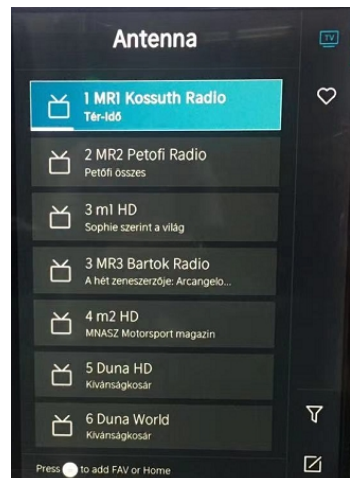 Antenna
TV
1 MR1 Kossuth Radio
Tér-Idő
2 MR2 Petofi Radio
Petőfi összes
3 m1 HD
Sophie szerint a világ
3 MR3 Bartok Radio
A hét zeneszerzője: Arcangelo...
4 m2 HD
MNASZ Motorsport magazin
5 Duna HD
Kívánságkosár
6 Duna World
Kívánságkosár
Press to add FAV or Home